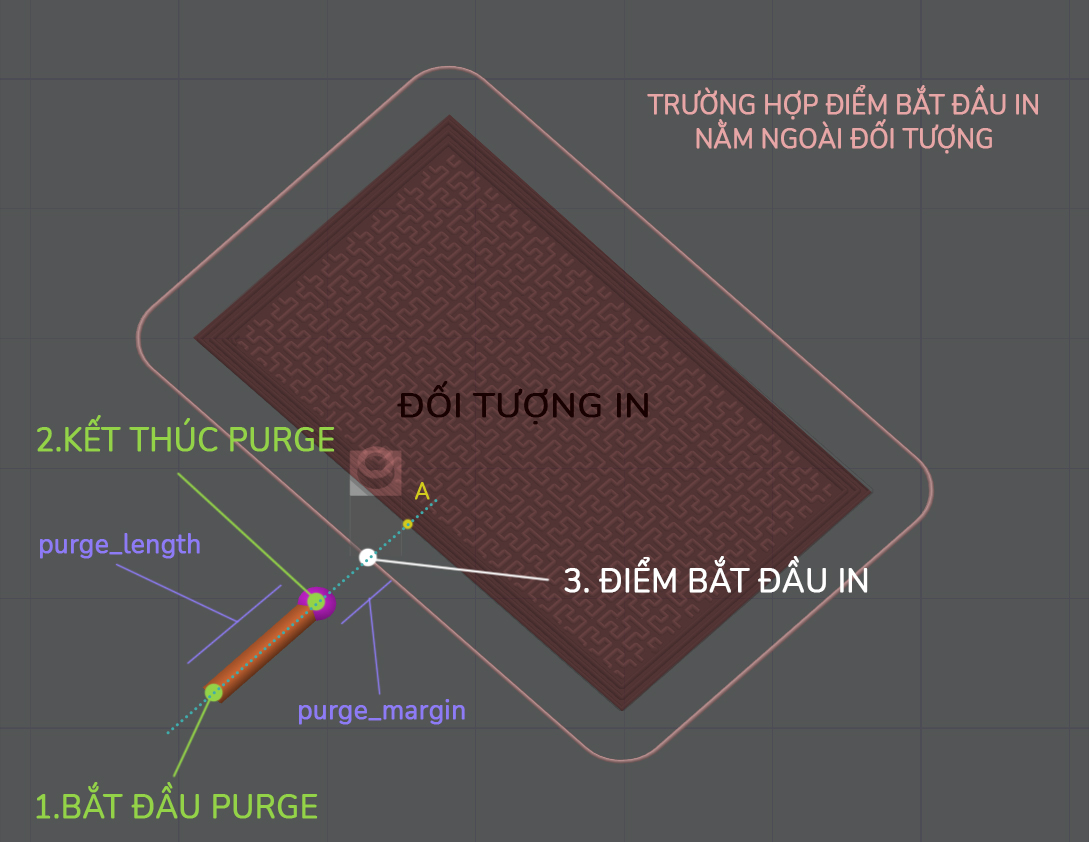 TRƯỜNG HỢP ĐIỂM BẮT ĐẦU IN
NẰM NGOÀI ĐỐI TƯỢNG
ĐỐI TƯỢNG IN
2.KẾT THÚC PURGE
A
purge_length
3. ĐIỂM BẮT ĐẦU IN
purge_margin
1.BẮT ĐẦU PURGE